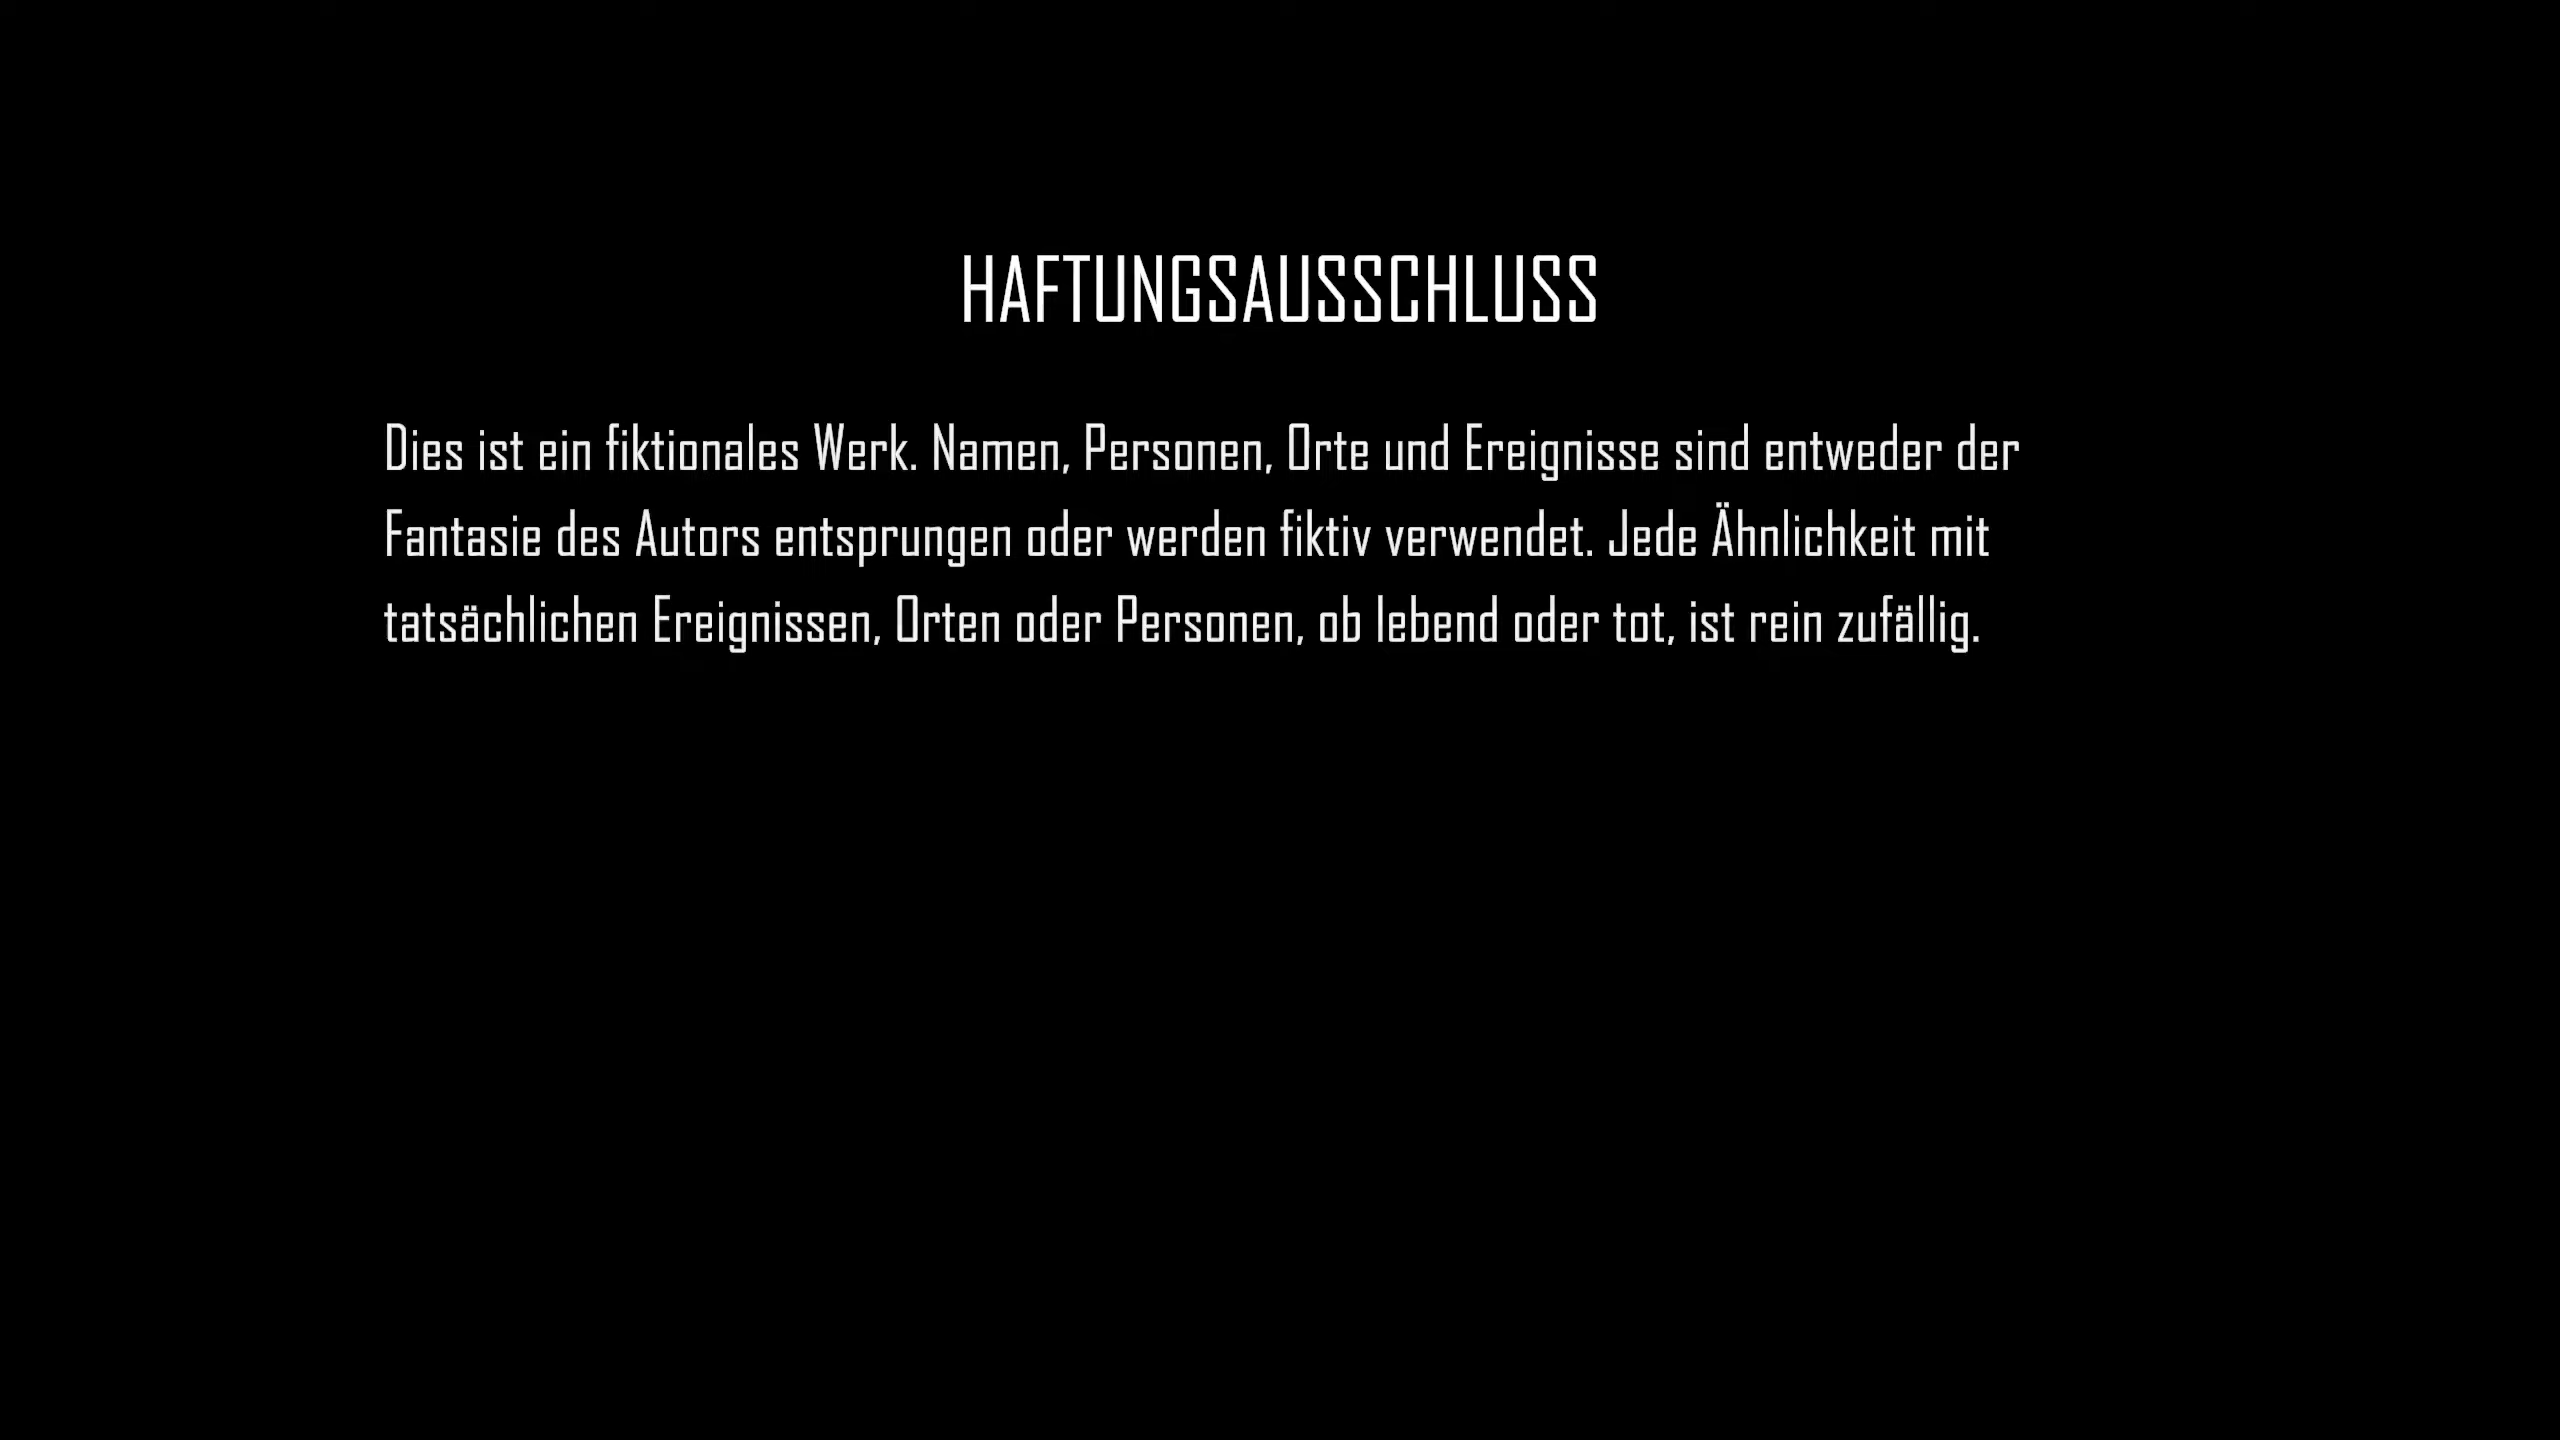 HAFTUNGSAUSSCHLUSS
Dies ist ein fiktionales Werk. Namen, Personen, Orte und Ereignisse sind entweder der
Fantasie des Autors entsprungen oder werden fiktiv verwendet. Jede Ähnlichkeit mit
tatsächlichen Ereignissen, Orten oder Personen, ob lebend oder tot, ist rein zufällig.